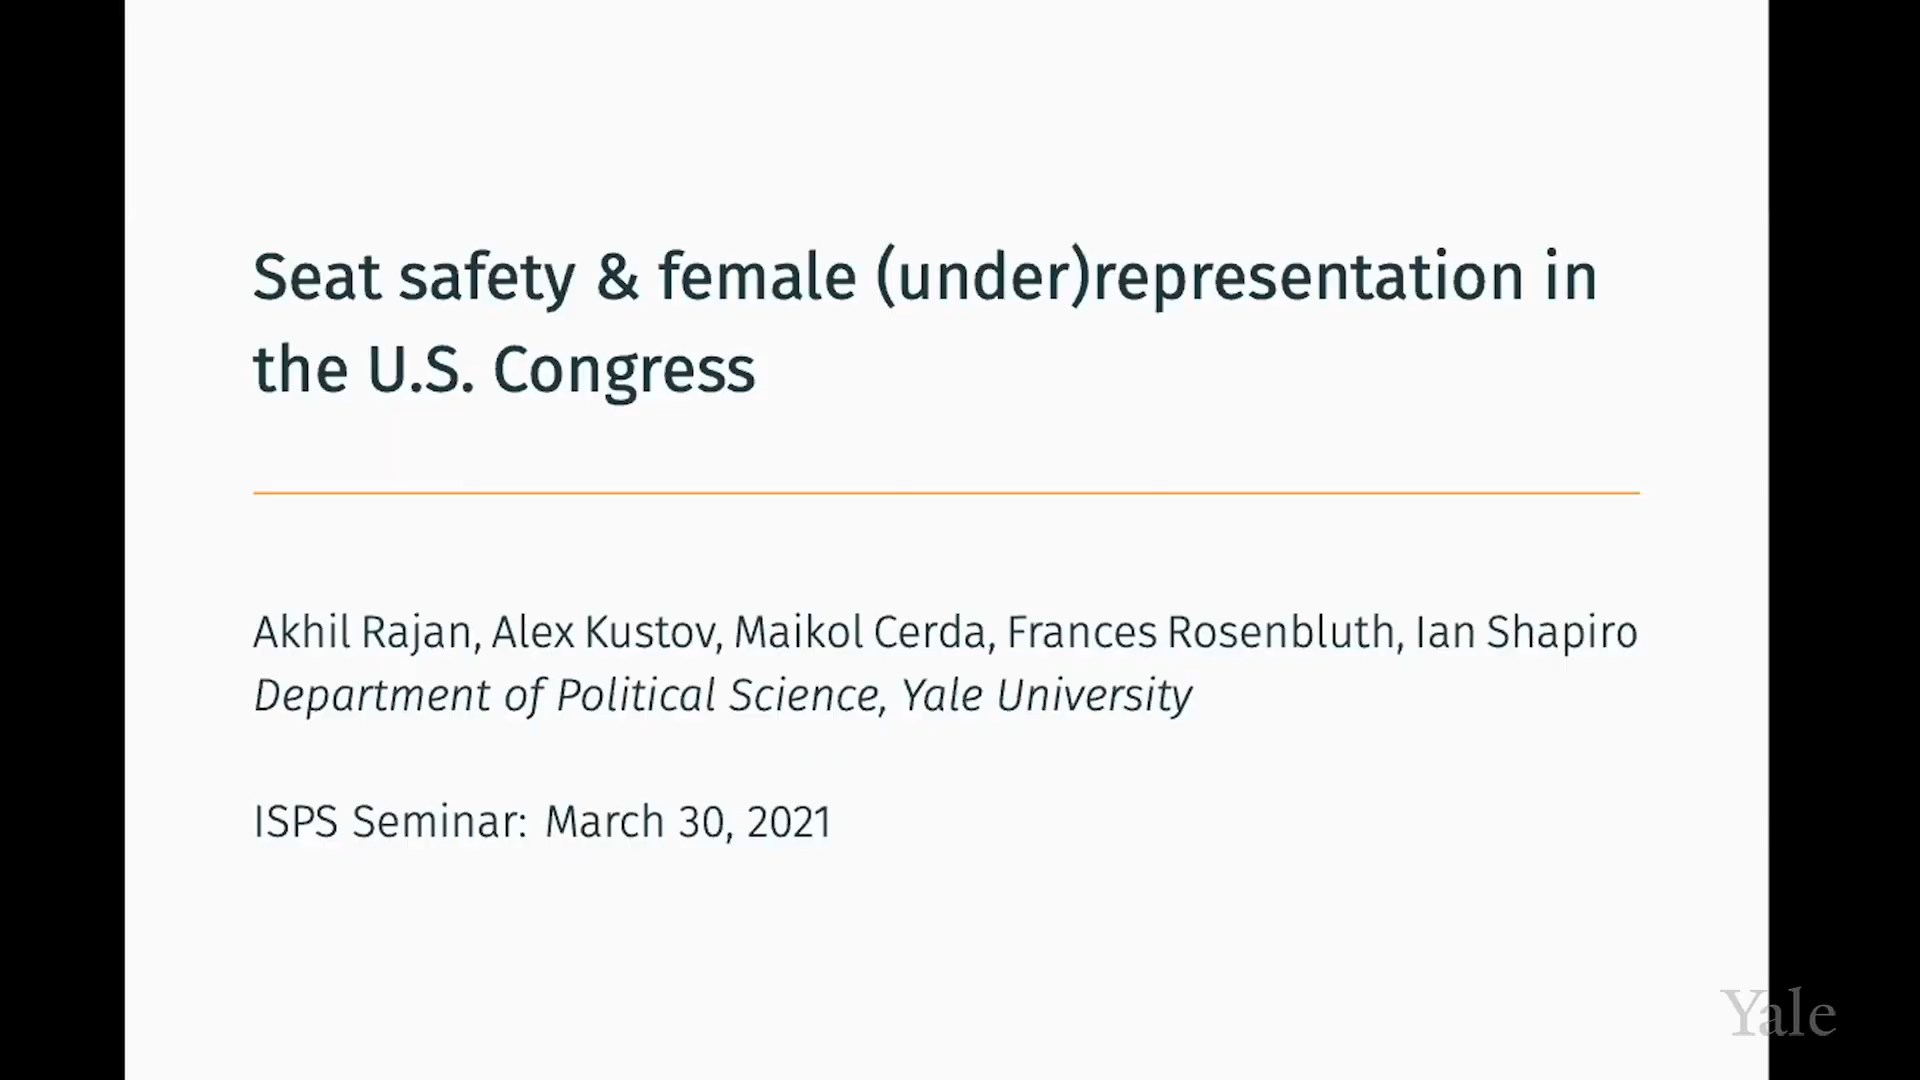 Seat safety & female (under)representation in
the U.S. Congress
Akhil Rajan, Alex Kustov, Maikol Cerda, Frances Rosenbluth, Ian Shapiro
Department of Political Science, Yale University
ISPS Seminar: March 30, 2021
Yale